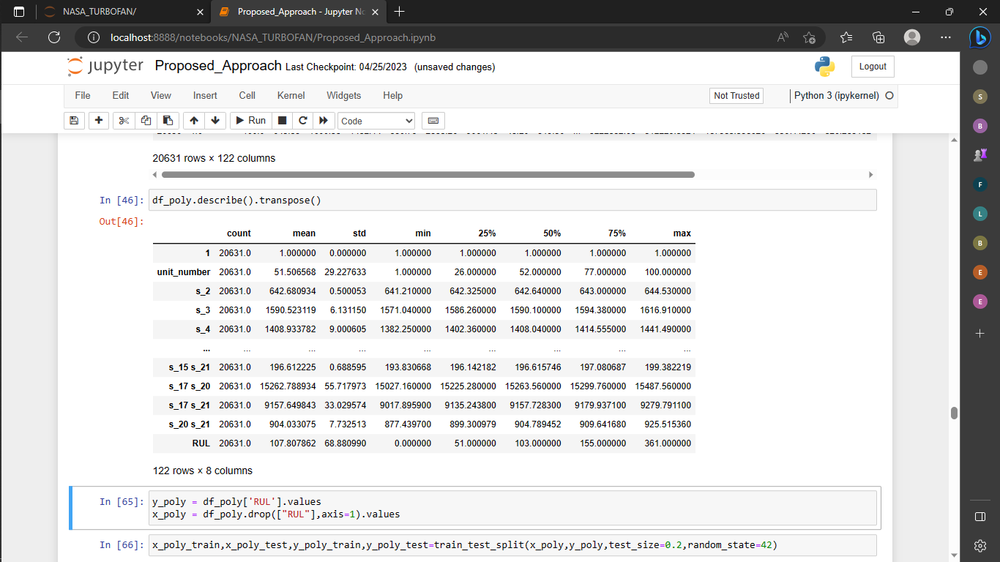 NASA_TURBOFAN/
Proposed_Approach - Jupyter No
localhost:8888/notebooks/NASA_TURBOFAN/Proposed_Approach.ipynb
jupyter Proposed_Approach Last Checkpoint: 04/25/2023 (unsaved changes)
Logout
File Edit View Insert Cell Kernel Widgets Help
Not Trusted
Python 3 (ipykernel)
Run
Code
20631 rows × 122 columns
In [46]: df_poly.describe().transpose()
Out[46]:
count mean std min 25% 50% 75% max
1 20631.0 1.000000 0.000000 1.000000 1.000000 1.000000 1.000000 1.000000
unit_number 20631.0 51.506568 29.227633 1.000000 26.000000 52.000000 77.000000 100.000000
s_2 20631.0 642.680934 0.500053 641.210000 642.325000 642.640000 643.000000 644.530000
s_3 20631.0 1590.523119 6.131150 1571.040000 1586.260000 1590.100000 1594.380000 1616.910000
s_4 20631.0 1408.933782 9.000605 1382.250000 1402.360000 1408.040000 1414.555000 1441.490000
... ... ... ... ... ... ... ... ...
s_15 s_21 20631.0 196.612225 0.688595 193.830668 196.142182 196.615746 197.080687 199.382219
s_17 s_20 20631.0 15262.788934 55.717973 15027.160000 15225.280000 15263.560000 15299.760000 15487.560000
s_17 s_21 20631.0 9157.649843 33.029574 9017.895900 9135.243800 9157.728300 9179.937100 9279.791100
s_20 s_21 20631.0 904.033075 7.732513 877.439700 899.300979 904.789452 909.641680 925.515360
RUL 20631.0 107.807862 68.880990 0.000000 51.000000 103.000000 155.000000 361.000000
122 rows × 8 columns
In [65]: y_poly = df_poly['RUL'].values
x_poly = df_poly.drop(["RUL"],axis=1).values
In [66]: x_poly_train,x_poly_test,y_poly_train,y_poly_test=train_test_split(x_poly,y_poly,test_size=0.2,random_state=42)
S
B
F
L
B
E
E